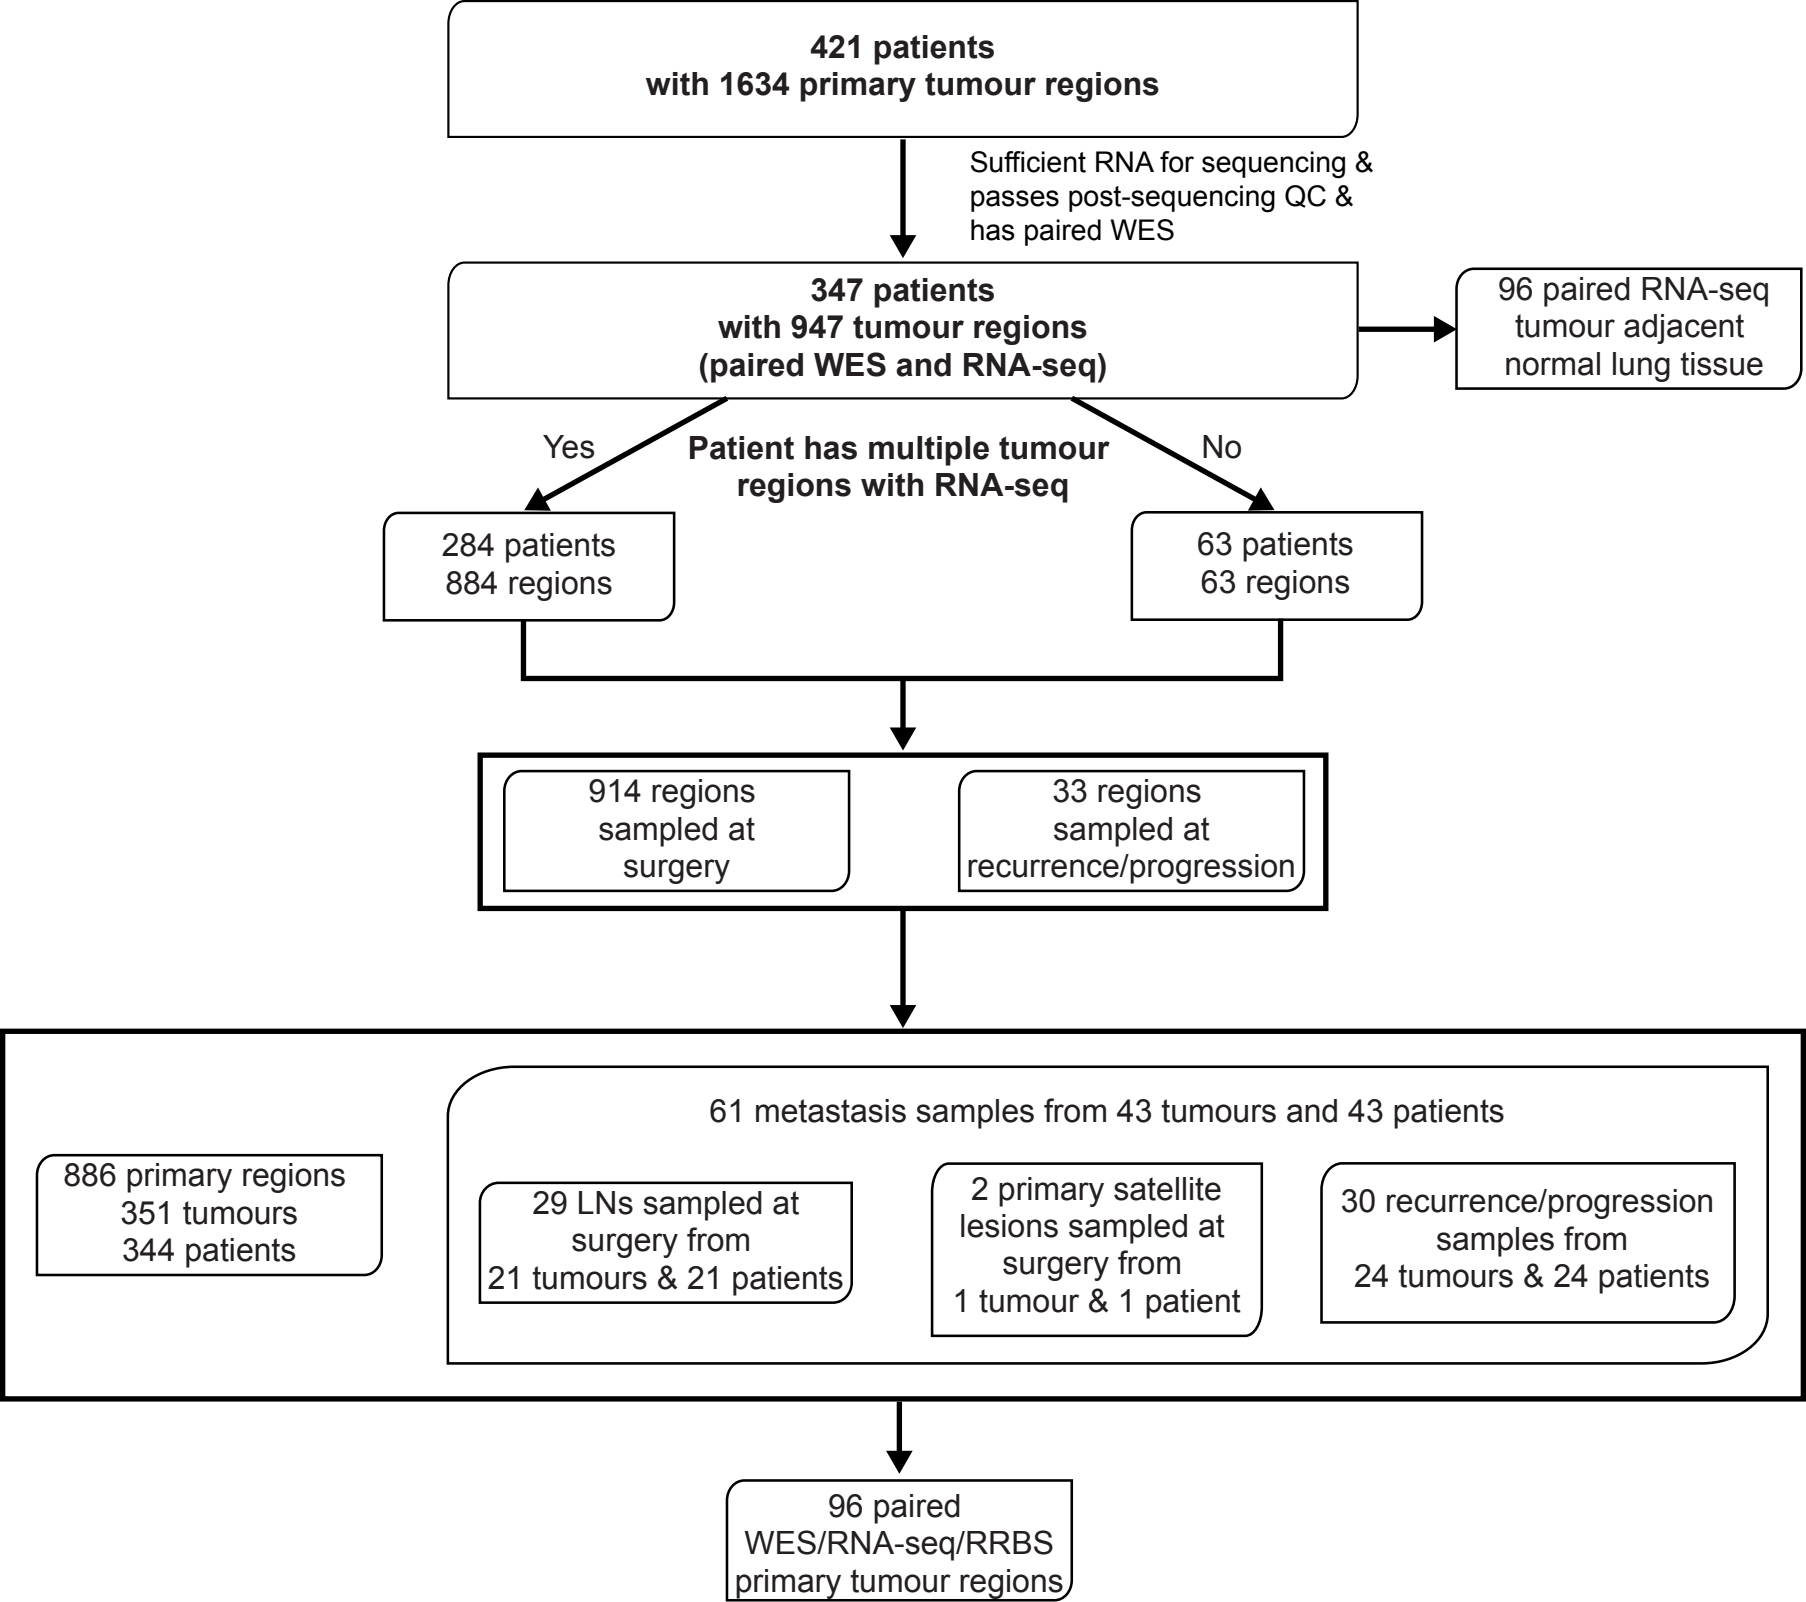 421 patients
with 1634 primary tumour regions
Sufficient RNA for sequencing &
passes post-sequencing QC &
has paired WES
347 patients
with 947 tumour regions
(paired WES and RNA-seq)
96 paired RNA-seq
tumour adjacent
normal lung tissue
Yes
Patient has multiple tumour
regions with RNA-seq
No
284 patients
884 regions
63 patients
63 regions
914 regions
sampled at
surgery
33 regions
sampled at
recurrence/progression
61 metastasis samples from 43 tumours and 43 patients
886 primary regions
351 tumours
344 patients
29 LNs sampled at
surgery from
21 tumours & 21 patients
2 primary satellite
lesions sampled at
surgery from
1 tumour & 1 patient
30 recurrence/progression
samples from
24 tumours & 24 patients
96 paired
WES/RNA-seq/RRBS
primary tumour regions